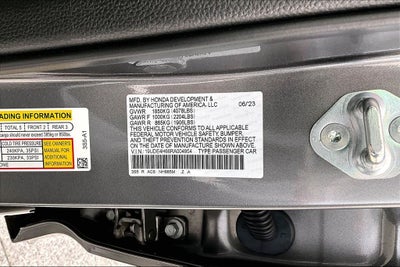 MFD. BY HONDA DEVELOPMENT & 06/23
MANUFACTURING OF AMERICA, LLC
GVWR 1850KG( 4078LBS)
GAWR F 1000KG( 2204LBS)
GAWR R 865KG( 1906LBS)
THIS VEHICLE CONFORMS TO ALL APPLICABLE
FEDERAL MOTOR VEHICLE SAFETY, BUMPER,
AND THEFT PREVENTION STANDARDS IN EFFECT
ON THE DATE OF MANUFACTURE SHOWN ABOVE.
V.I.N.: TYPE: PASSENGER CAR
ADING INFORMATION
TOTAL 5 FRONT 2 REAR 3
COLD TIRE PRESSURE
240KPA, 35PSI
230KPA, 33PSI
SEE OWNER'S
MANUAL FOR
ADDITIONAL
INFORMATION